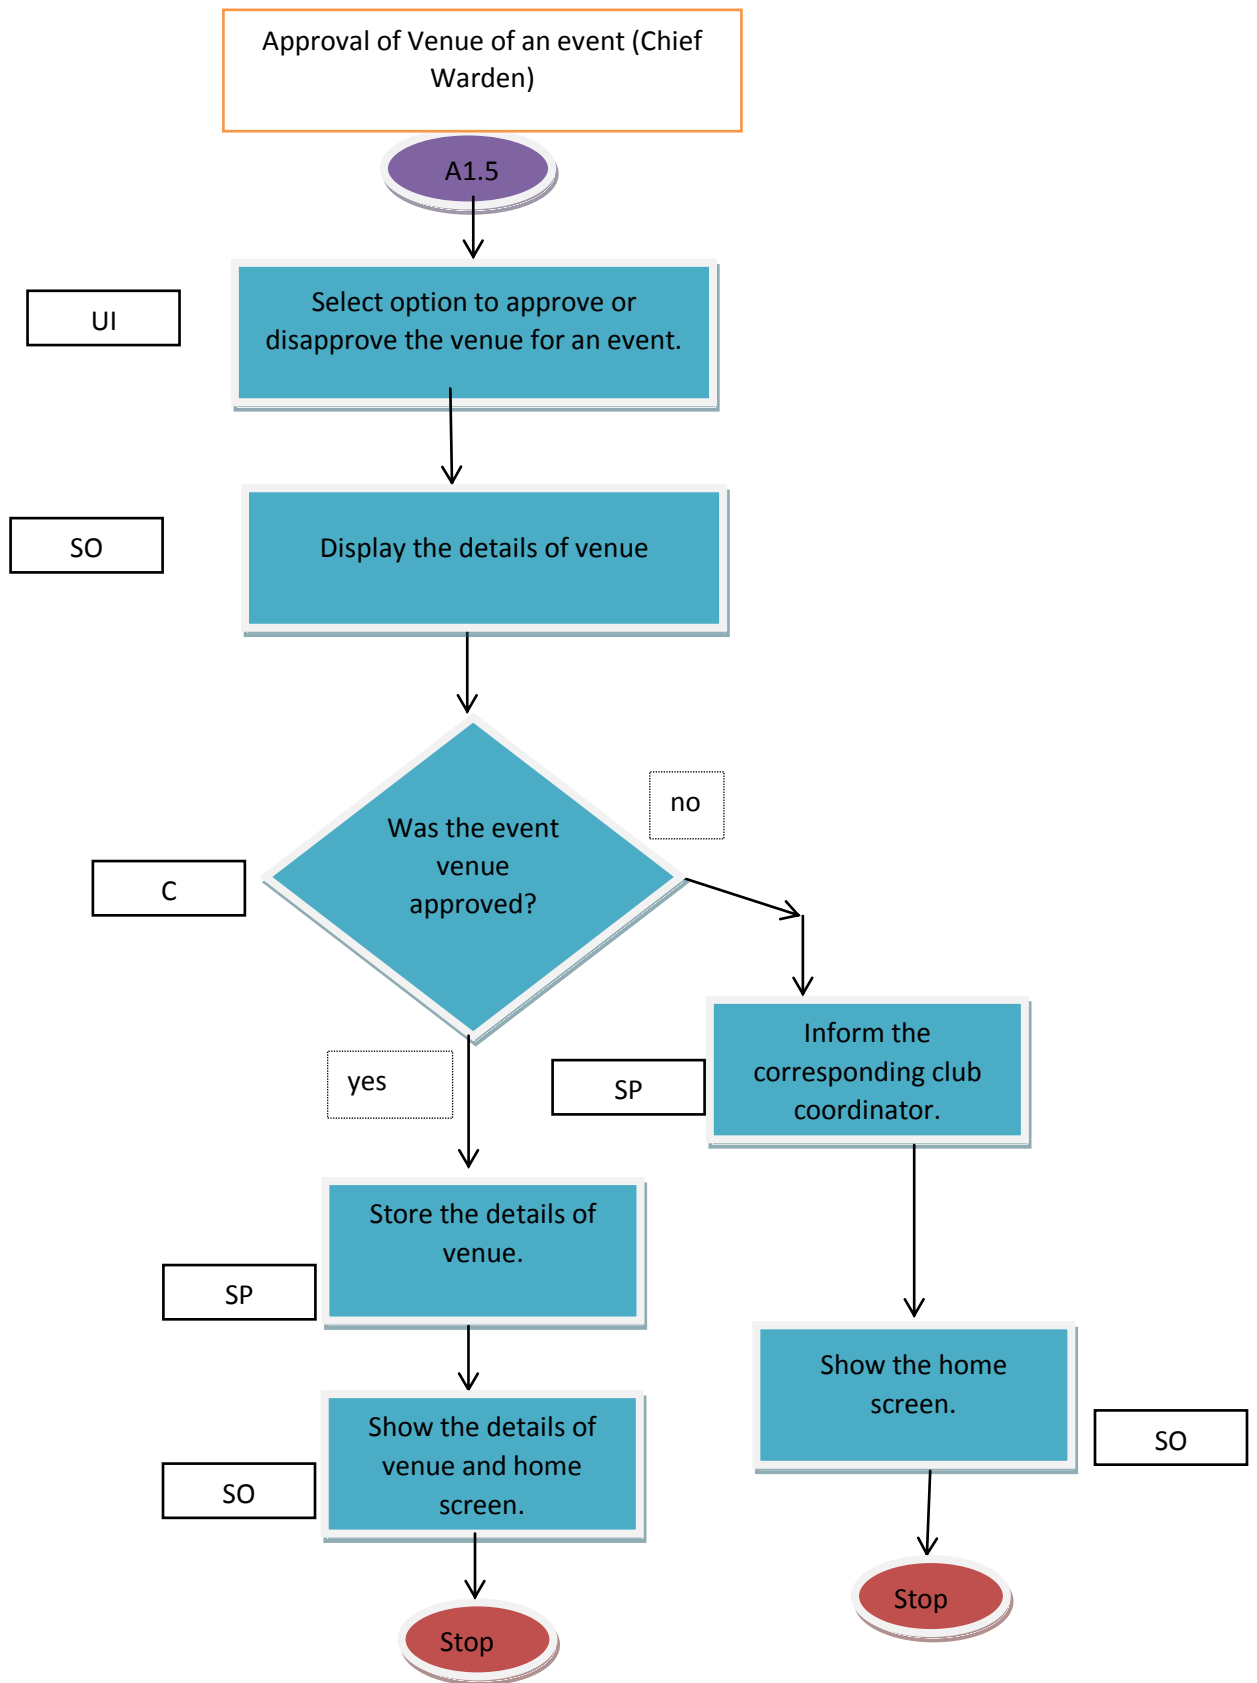 Approval of Venue of an event (Chief
Warden)
A1.5
UI
Select option to approve or
disapprove the venue for an event.
SO
Display the details of venue
no
C
Was the event
venue
approved?
yes
SP
Inform the
corresponding club
coordinator.
SP
Store the details of
venue.
Show the home
screen.
SO
SO
Show the details of
venue and home
screen.
Stop
Stop